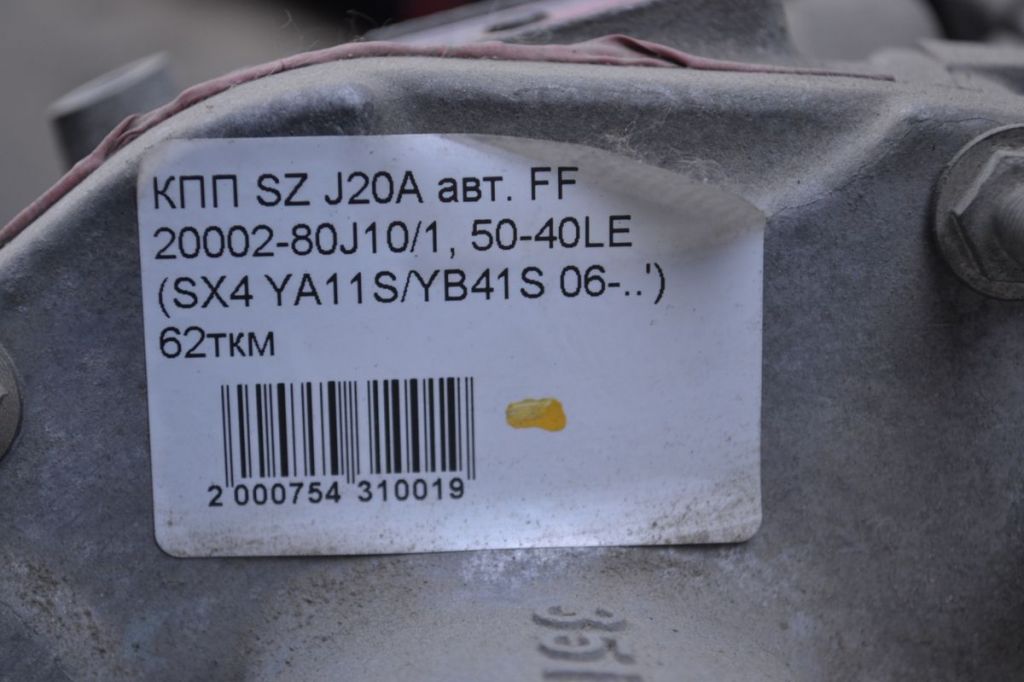 КПП SZ J20A авт. FF
20002-80J10/1, 50-40LE
(SX4 YA11S/YB41S 06-..')
62ткм
2 000754 310019